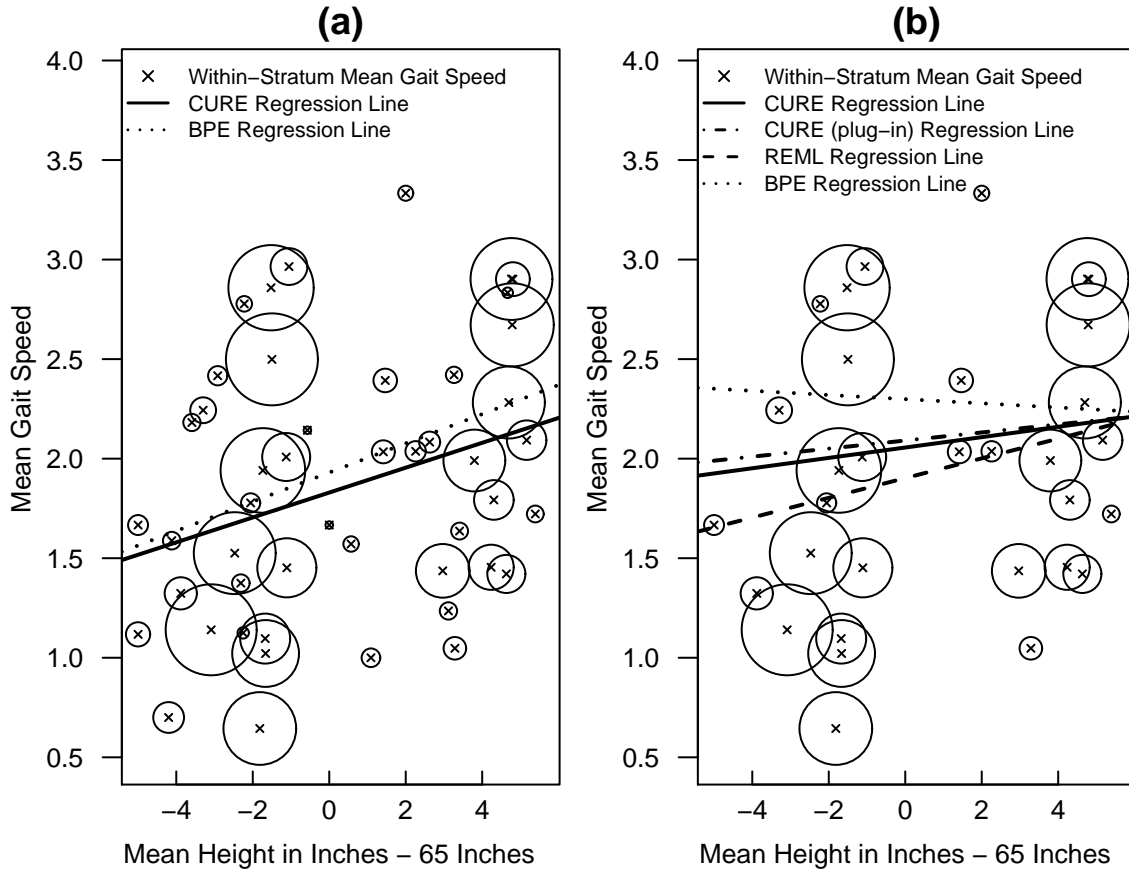 (a)
4.0
3.5
3.0
2.5
2.0
1.5
1.0
0.5
Mean Gait Speed
Within−Stratum Mean Gait Speed
CURE Regression Line
BPE Regression Line
−4
−2
0
2
4
Mean Height in Inches − 65 Inches
(b)
4.0
3.5
3.0
2.5
2.0
1.5
1.0
0.5
Mean Gait Speed
Within−Stratum Mean Gait Speed
CURE Regression Line
CURE (plug−in) Regression Line
REML Regression Line
BPE Regression Line
−4
−2
0
2
4
Mean Height in Inches − 65 Inches